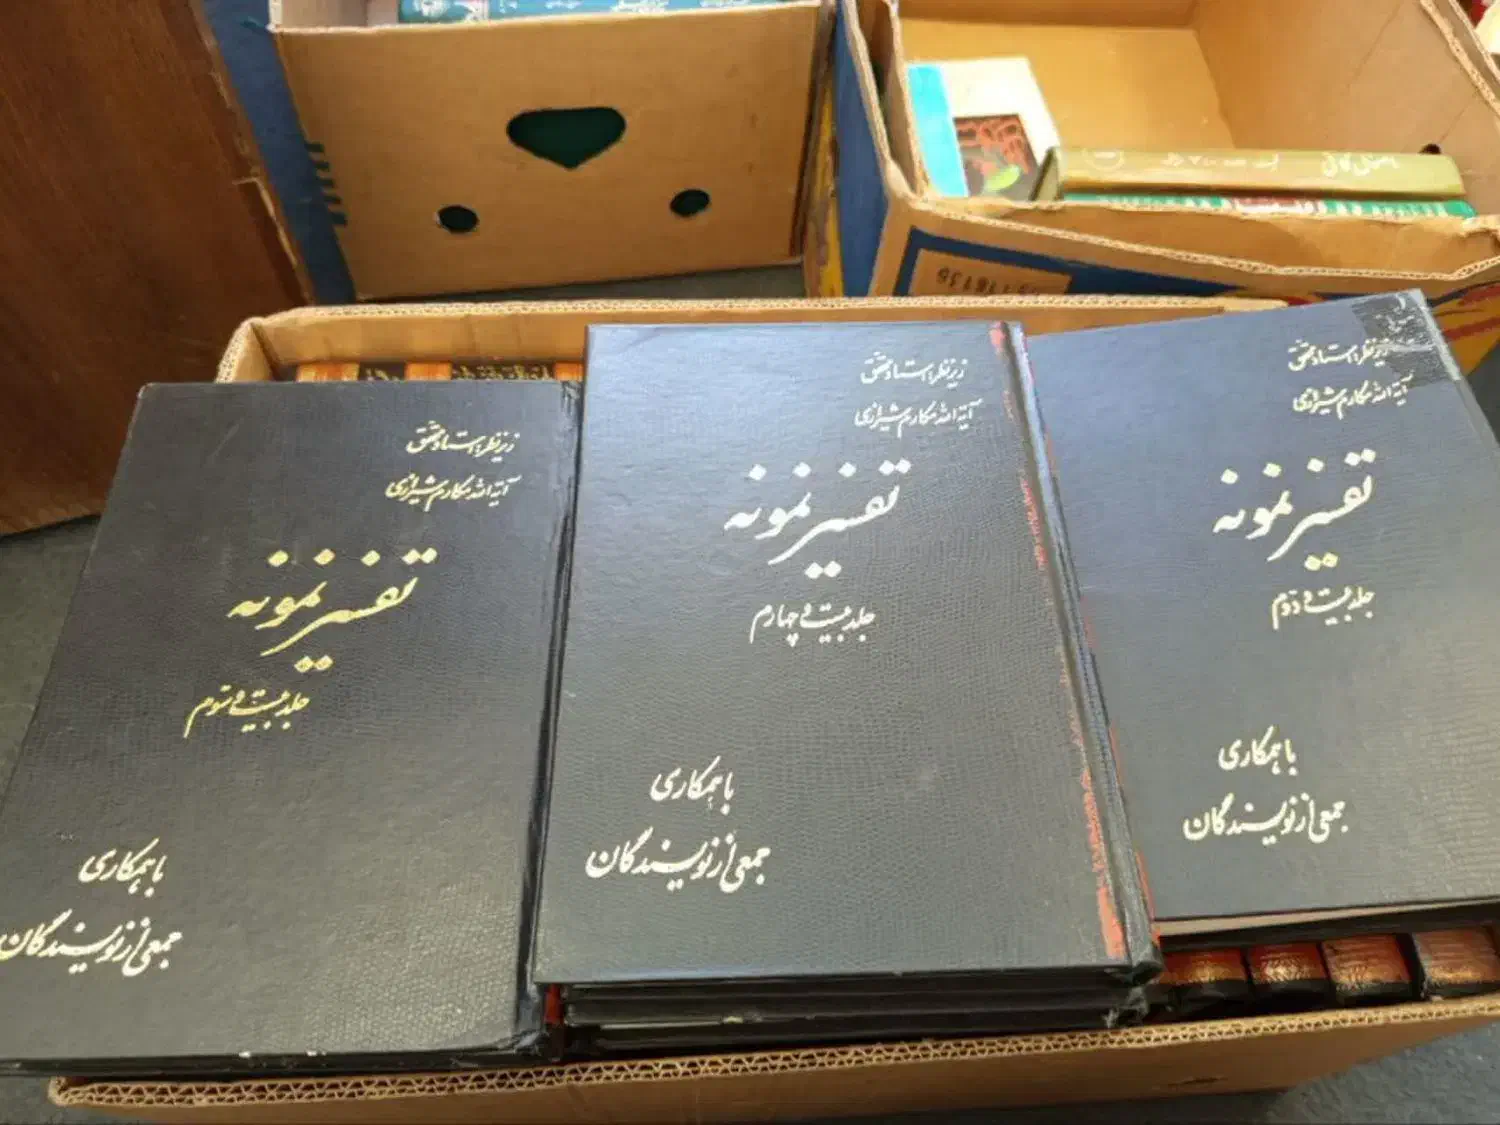 زیر نظر استاد محقق
آیة الله مکارم شیرازی
تفسیر نمونه
جلد بیست و دوم
با همکاری
جمعی از نویسندگان
زیر نظر استاد محقق
آیة الله مکارم شیرازی
تفسیر نمونه
جلد بیست و چهارم
با همکاری
جمعی از نویسندگان
زیر نظر استاد محقق
آیة الله مکارم شیرازی
تفسیر نمونه
جلد بیست و سوم
با همکاری
جمعی از نویسندگان